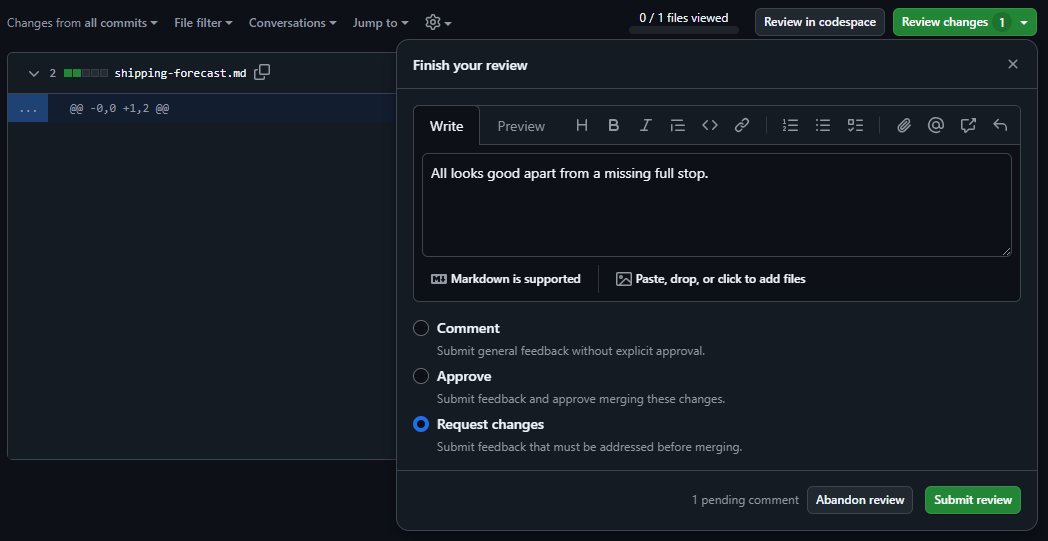 Changes from all commits File filter Conversations Jump to 0 / 1 files viewed Review in codespace Review changes 1
2 shipping-forecast.md
... @@ -0,0 +1,2 @@
Finish your review
Write Preview
All looks good apart from a missing full stop.
Markdown is supported Paste, drop, or click to add files
Comment
Submit general feedback without explicit approval.
Approve
Submit feedback and approve merging these changes.
Request changes
Submit feedback that must be addressed before merging.
1 pending comment Abandon review Submit review